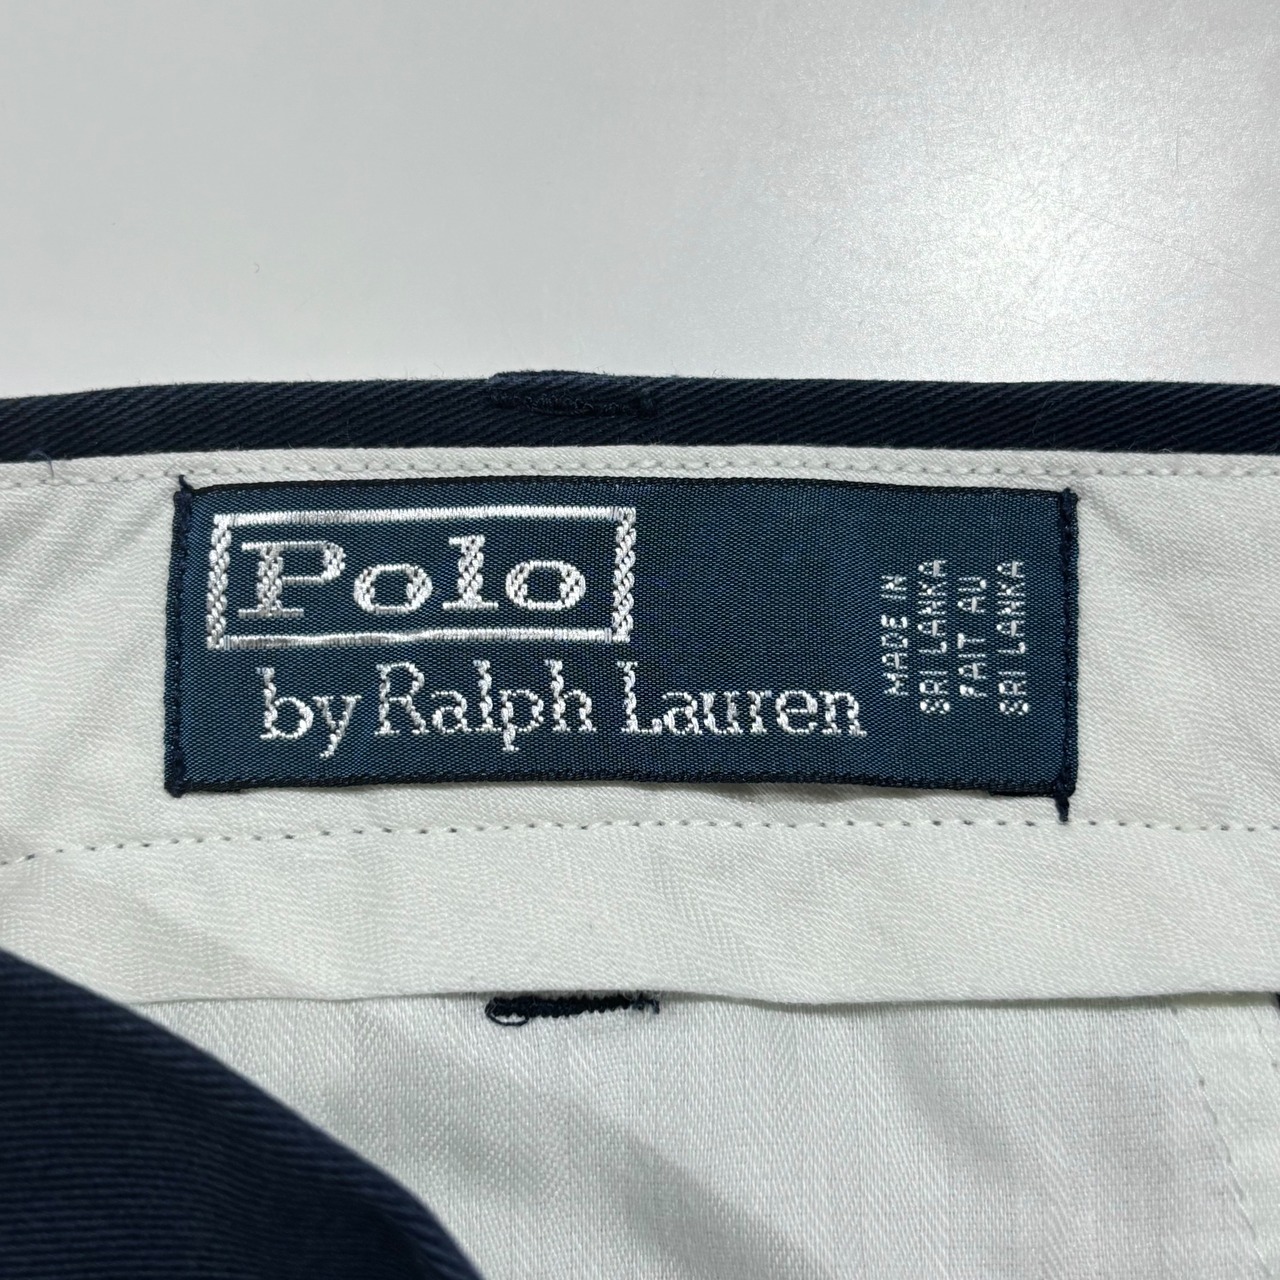 Polo
by Ralph Lauren
MADE IN
SRI LANKA
FAIT AU
SRI LANKA